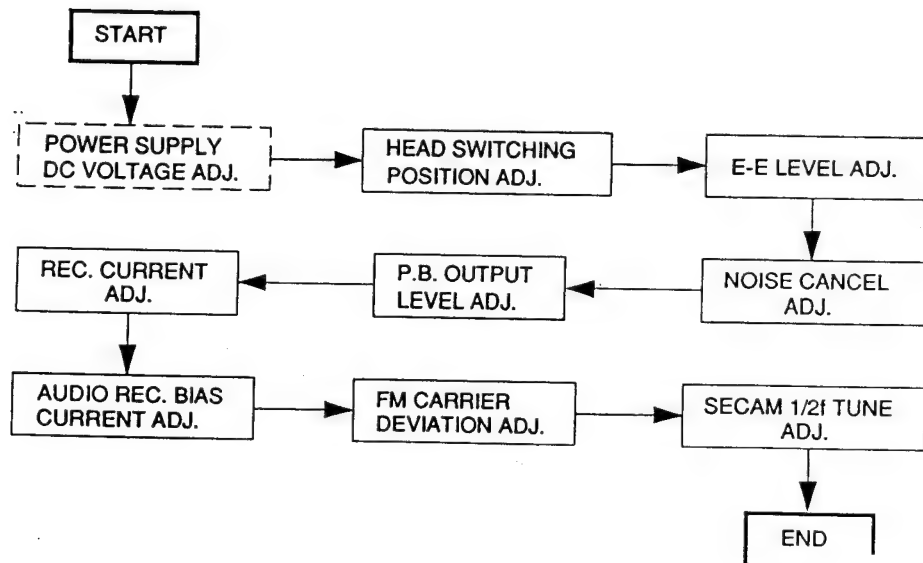 START
POWER SUPPLY
DC VOLTAGE ADJ.
HEAD SWITCHING
POSITION ADJ.
E-E LEVEL ADJ.
NOISE CANCEL
ADJ.
P.B. OUTPUT
LEVEL ADJ.
REC. CURRENT
ADJ.
AUDIO REC. BIAS
CURRENT ADJ.
FM CARRIER
DEVIATION ADJ.
SECAM 1/2f TUNE
ADJ.
END